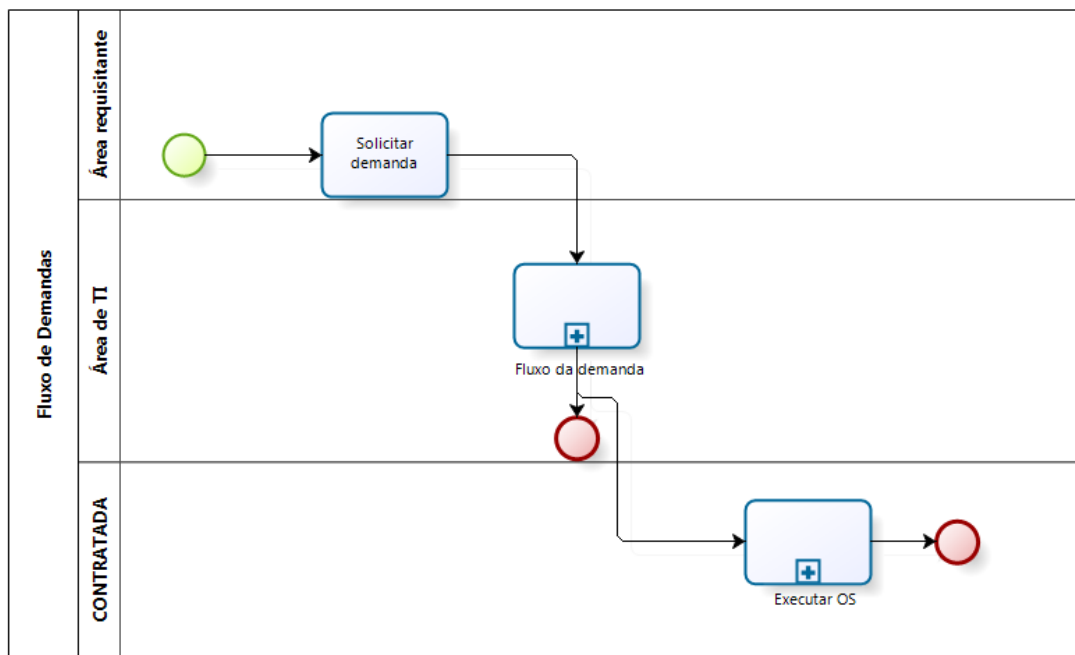 Fluxo de Demandas
Área requisitante
Solicitar
demanda
Área de TI
Fluxo da demanda
CONTRATADA
Executar OS